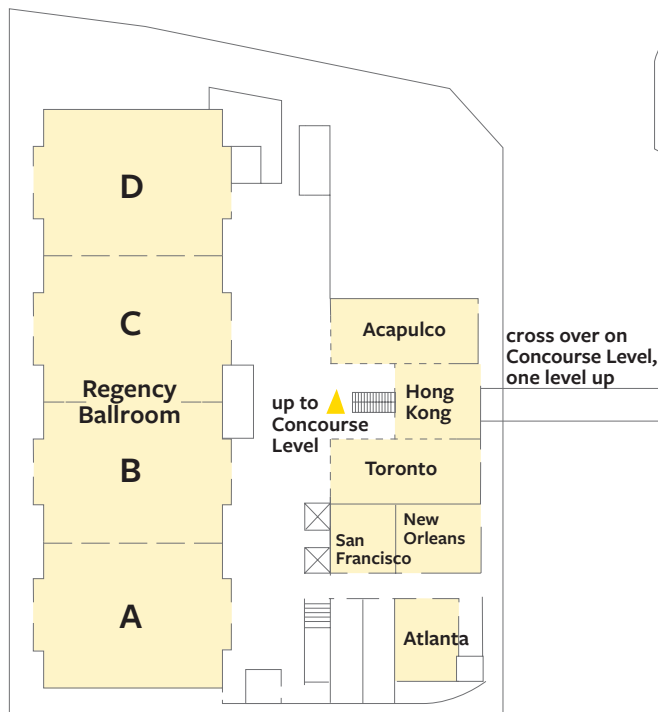 D
C
Regency
Ballroom
B
A
Acapulco
cross over on
Concourse Level,
one level up
up to
Concourse
Level
Hong
Kong
Toronto
San
Francisco
New
Orleans
Atlanta